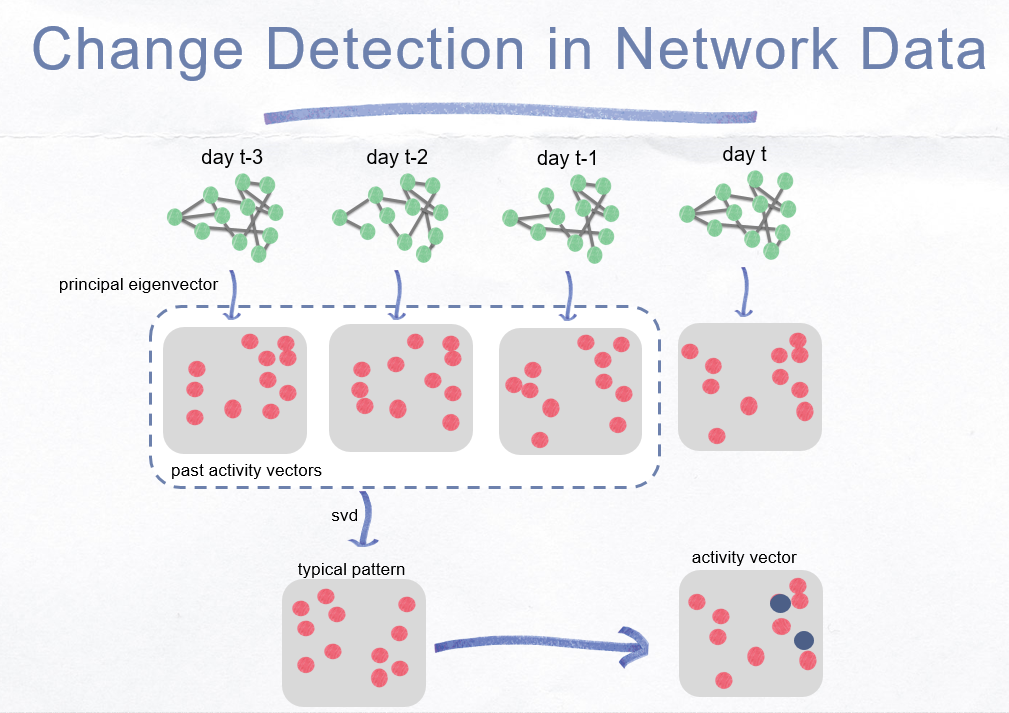 Change Detection in Network Data
day t-3
day t-2
day t-1
day t
principal eigenvector
past activity vectors
svd
typical pattern
activity vector